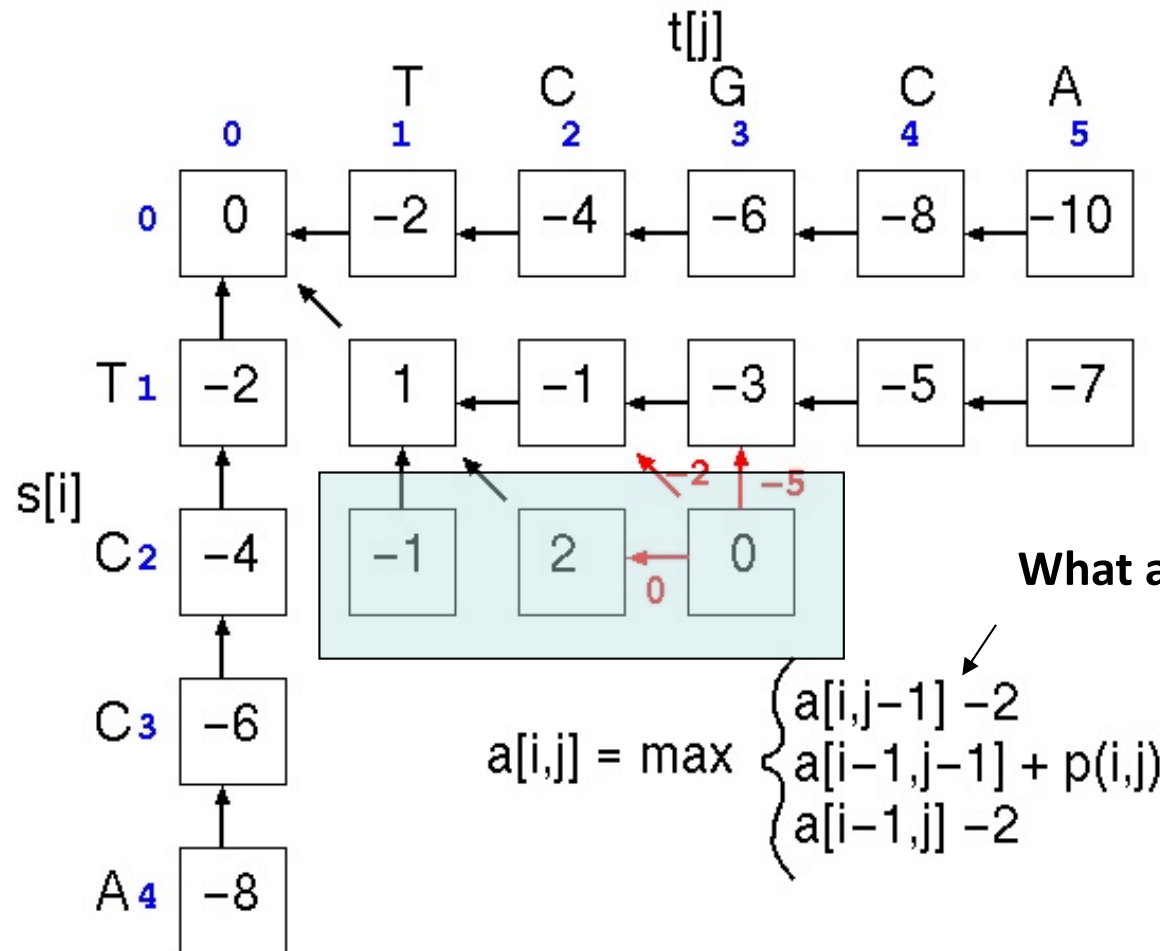 t[j]
T C G C A
0 1 2 3 4 5
0 0 −2 −4 −6 −8 −10
T 1 −2 1 −1 −3 −5 −7
−2 −5
s[i]
C 2 −4 −1 2 0
0
What a
C 3 −6
a[i,j] = max
a[i,j−1] −2
a[i−1,j−1] + p(i,j)
a[i−1,j] −2
A 4 −8